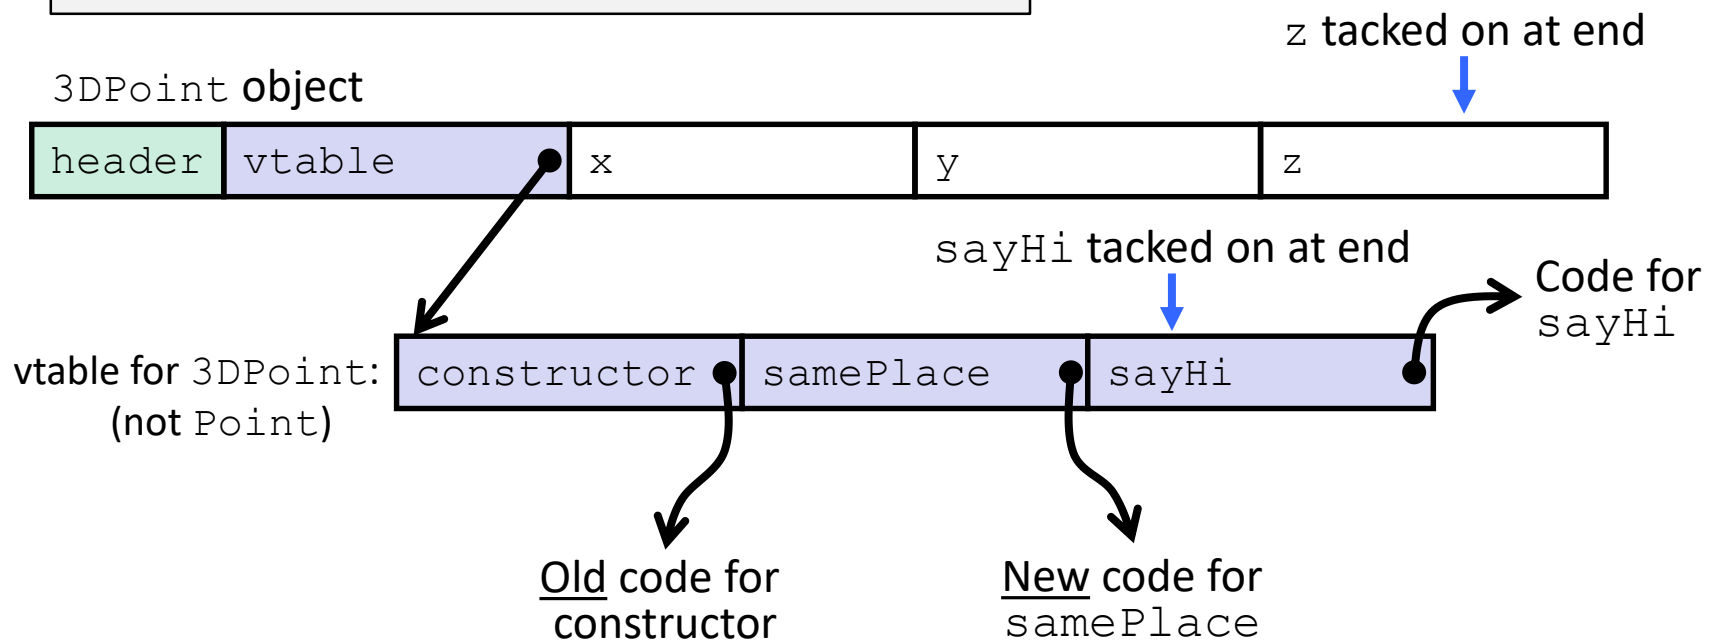 z tacked on at end
3DPoint object
header vtable x y z
sayHi tacked on at end
Code for
sayHi
vtable for 3DPoint:
(not Point)
constructor samePlace sayHi
Old code for
constructor
New code for
samePlace